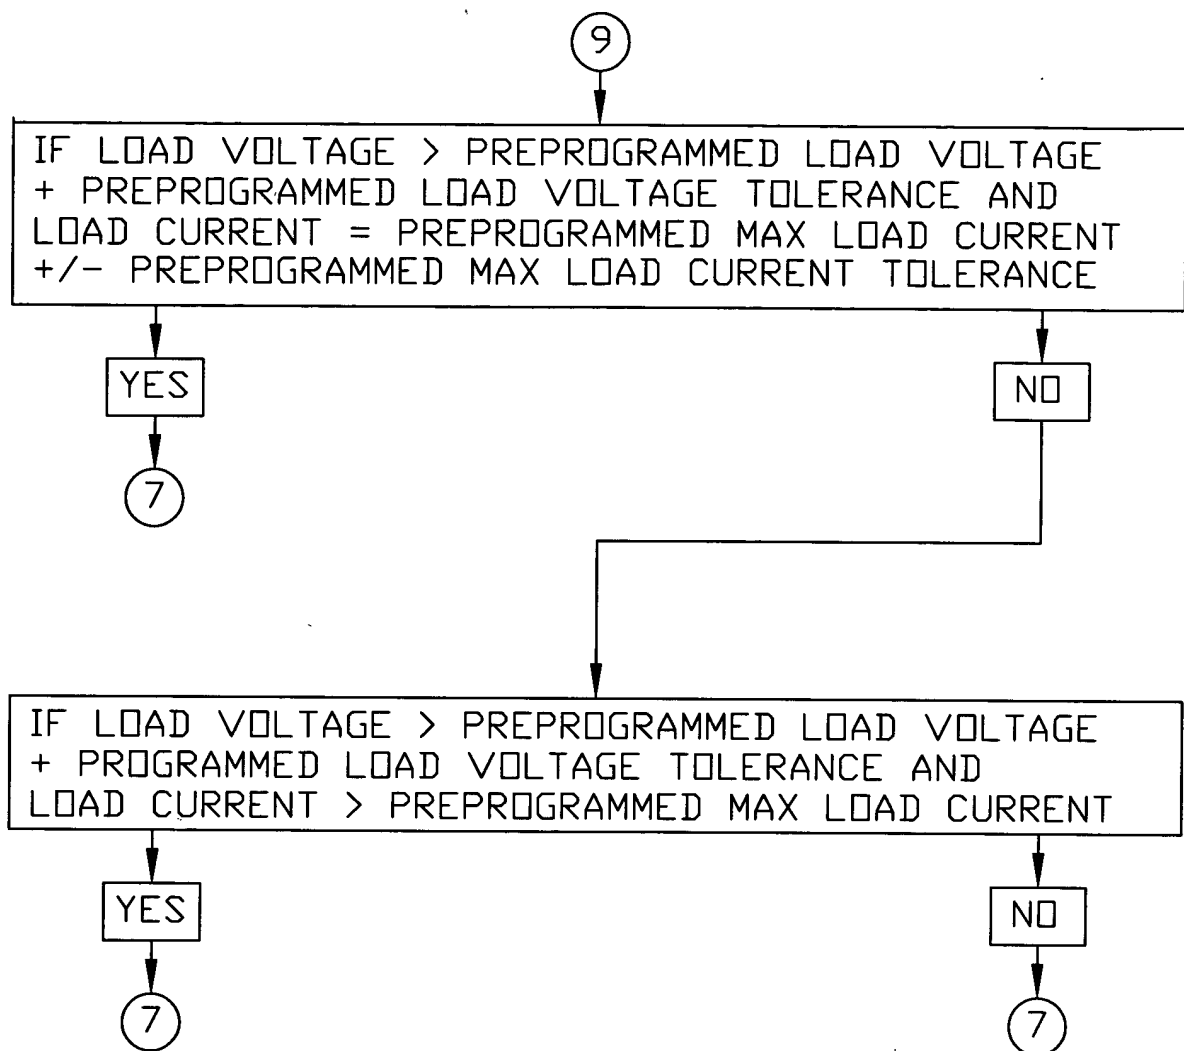 9
IF LOAD VOLTAGE > PREPROGRAMMED LOAD VOLTAGE
+ PREPROGRAMMED LOAD VOLTAGE TOLERANCE AND
LOAD CURRENT = PREPROGRAMMED MAX LOAD CURRENT
+/- PREPROGRAMMED MAX LOAD CURRENT TOLERANCE
YES
NO
7
IF LOAD VOLTAGE > PREPROGRAMMED LOAD VOLTAGE
+ PROGRAMMED LOAD VOLTAGE TOLERANCE AND
LOAD CURRENT > PREPROGRAMMED MAX LOAD CURRENT
YES
NO
7
7